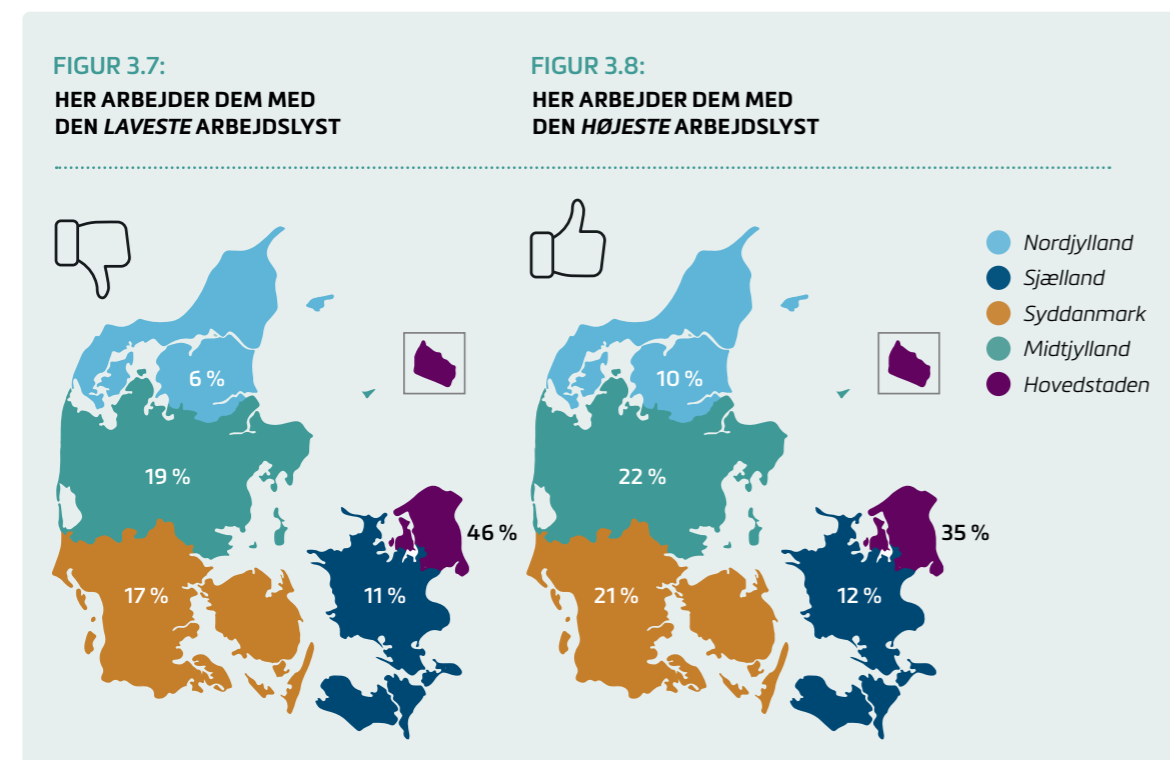 FIGUR 3.7:
HER ARBEJDER DEM MED
DEN LAVESTE ARBEJDSLYST
FIGUR 3.8:
HER ARBEJDER DEM MED
DEN HØJESTE ARBEJDSLYST
6 %
19 %
46 %
17 %
11 %
10 %
22 %
35 %
21 %
12 %
Nordjylland
Sjælland
Syddanmark
Midtjylland
Hovedstaden